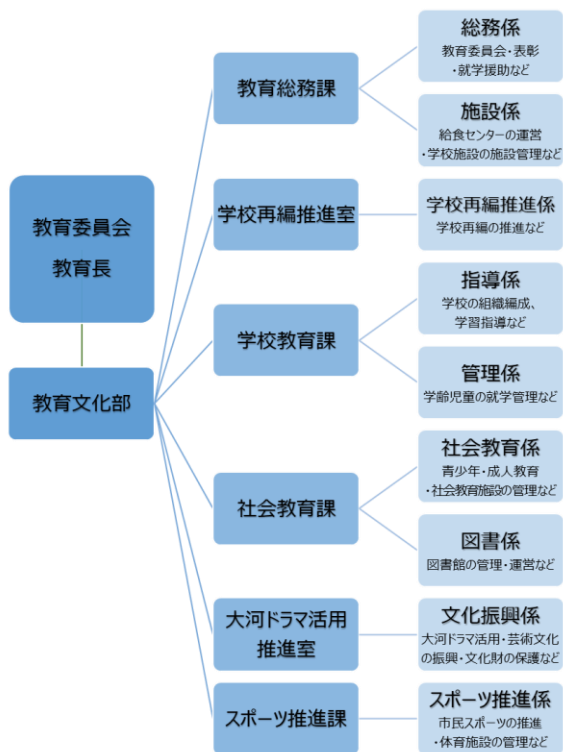 教育委員会
教育長
教育文化部
教育総務課
総務係
教育委員会・表彰
・就学援助など
施設係
給食センターの運営
・学校施設の施設管理など
学校再編推進室
学校再編推進係
学校再編の推進など
学校教育課
指導係
学校の組織編成、
学習指導など
管理係
学齢児童の就学管理など
社会教育課
社会教育係
青少年・成人教育
・社会教育施設の管理など
図書係
図書館の管理・運営など
大河ドラマ活用
推進室
文化振興係
大河ドラマ活用・芸術文化
の振興・文化財の保護など
スポーツ推進課
スポーツ推進係
市民スポーツの推進
・体育施設の管理など